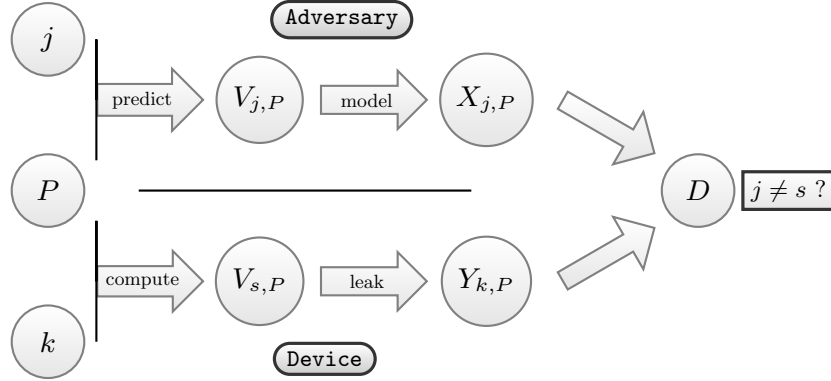 Adversary
j
predict
V_{j,P}
model
X_{j,P}
P
D
j ≠ s ?
compute
V_{s,P}
leak
Y_{k,P}
k
Device